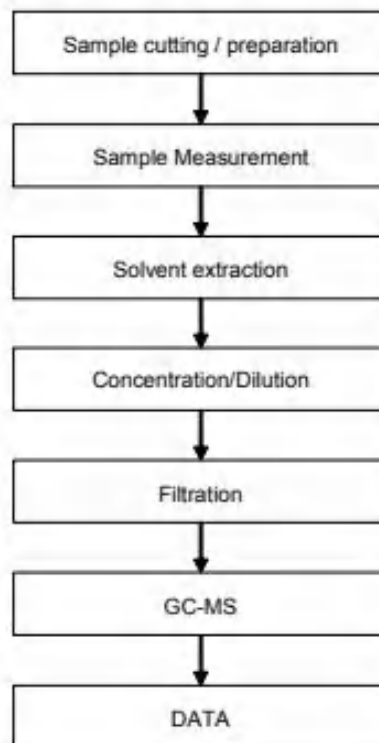 Sample cutting / preparation
Sample Measurement
Solvent extraction
Concentration/Dilution
Filtration
GC-MS
DATA